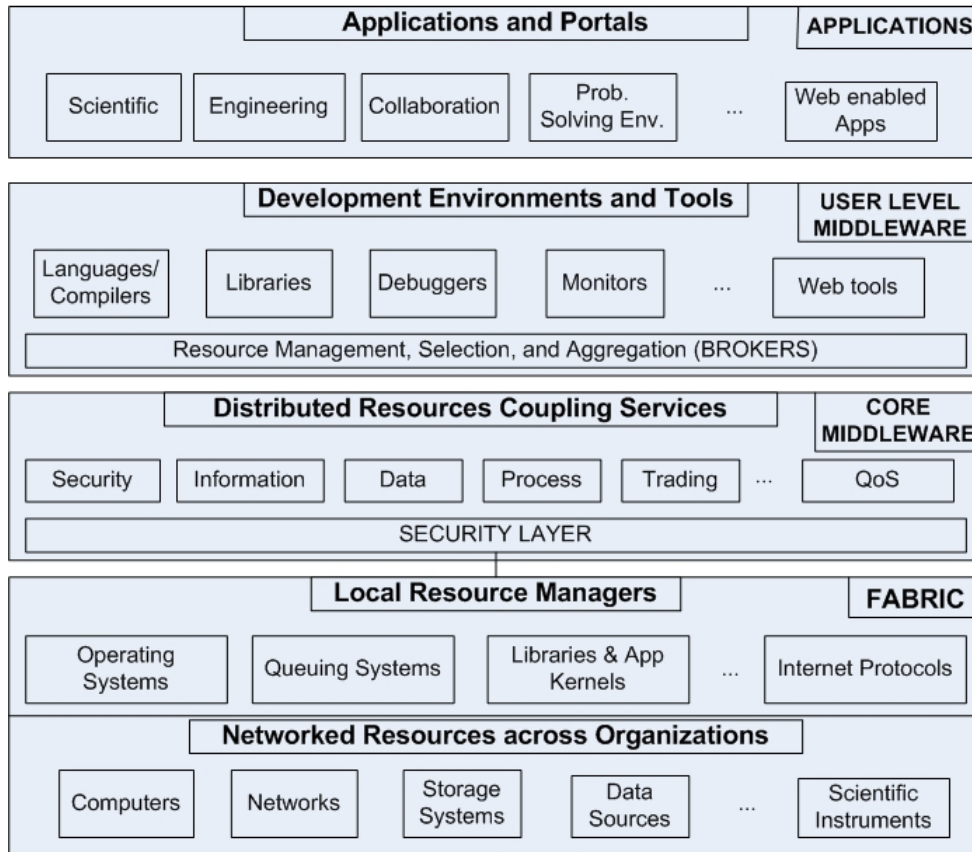 Applications and Portals
APPLICATIONS
Scientific
Engineering
Collaboration
Prob.
Solving Env.
...
Web enabled
Apps
Development Environments and Tools
USER LEVEL
MIDDLEWARE
Languages/
Compilers
Libraries
Debuggers
Monitors
...
Web tools
Resource Management, Selection, and Aggregation (BROKERS)
Distributed Resources Coupling Services
CORE
MIDDLEWARE
Security
Information
Data
Process
Trading
...
QoS
SECURITY LAYER
Local Resource Managers
FABRIC
Operating
Systems
Queuing Systems
Libraries & App
Kernels
...
Internet Protocols
Networked Resources across Organizations
Computers
Networks
Storage
Systems
Data
Sources
...
Scientific
Instruments